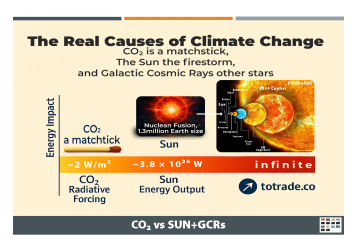 The Real Causes of Climate Change
CO₂ is a matchstick,
The Sun the firestorm,
and Galactic Cosmic Rays other stars
Energy Impact
CO₂
a matchtick
Nuclear Fusion,
1.3million Earth size
Sun
~2 W/m²
~3.8 × 10²⁶ W
infinite
CO₂
Radiative
Forcing
Sun
Energy Output
totrade.co
CO₂ vs SUN+GCRs